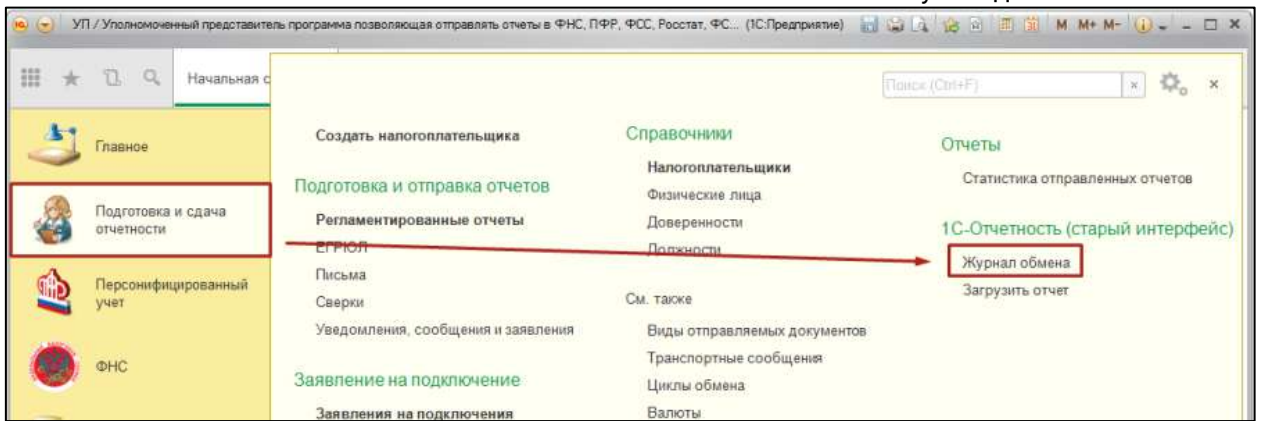 УП / Уполномоченный представитель программа позволяющая отправлять отчеты в ФНС, ПФР, ФСС, Росстат, ФС... (1С:Предприятие) M M+ M-
Начальная с
Поиск (Ctrl+F)
Главное
Подготовка и сдача
отчетности
Персонифицированный
учет
ФНС
Создать налогоплательщика
Подготовка и отправка отчетов
Регламентированные отчеты
ЕГРЮЛ
Письма
Сверки
Уведомления, сообщения и заявления
Заявление на подключение
Заявления на подключения
Справочники
Налогоплательщики
Физические лица
Доверенности
Должности
См. также
Виды отправляемых документов
Транспортные сообщения
Циклы обмена
Валюты
Отчеты
Статистика отправленных отчетов
1С-Отчетность (старый интерфейс)
Журнал обмена
Загрузить отчет